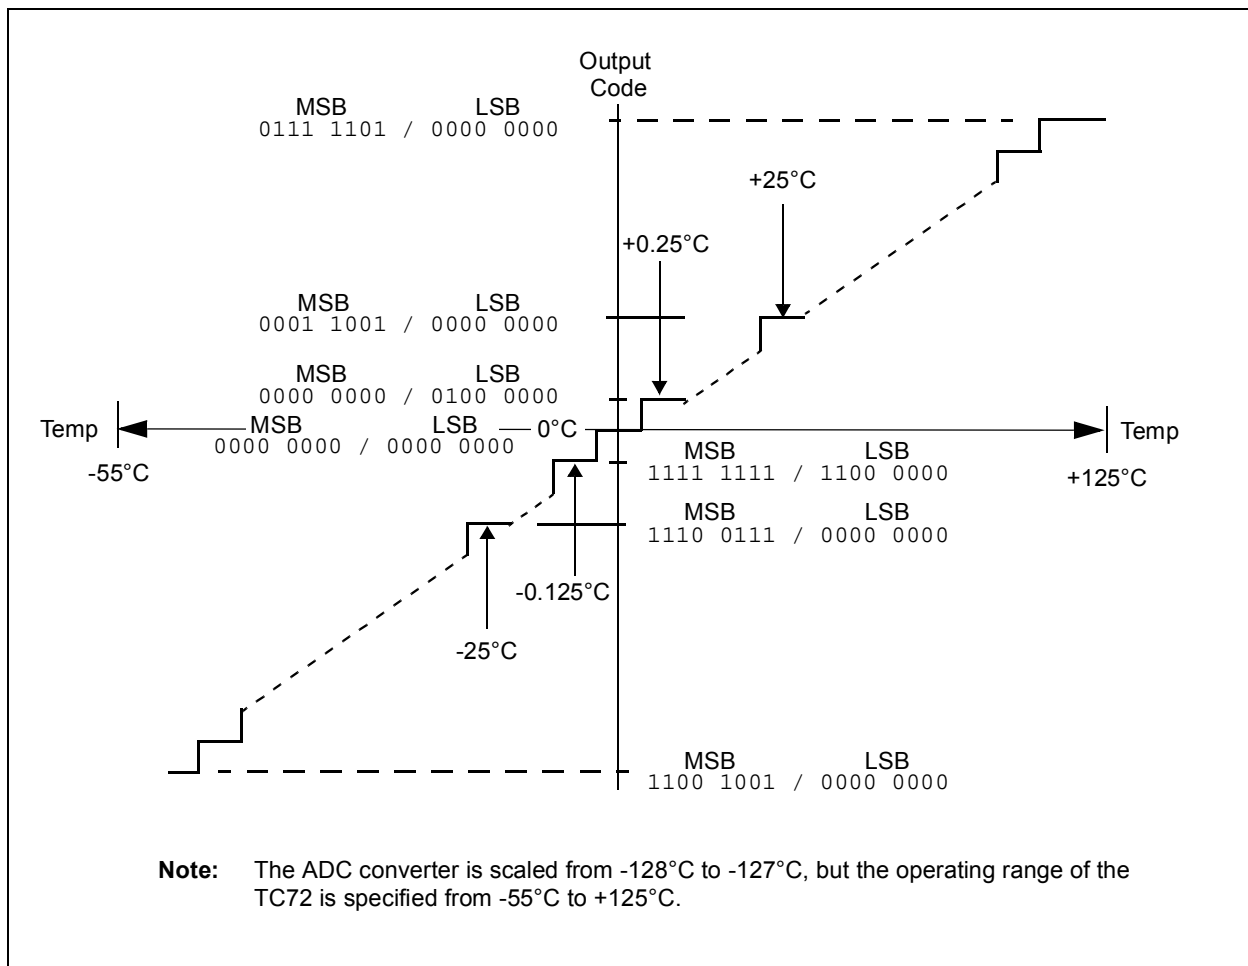 Output
Code
MSB LSB
0111 1101 / 0000 0000
+25°C
+0.25°C
MSB LSB
0001 1001 / 0000 0000
MSB LSB
0000 0000 / 0100 0000
Temp MSB LSB 0°C Temp
0000 0000 / 0000 0000
-55°C
MSB LSB
1111 1111 / 1100 0000
+125°C
MSB LSB
1110 0111 / 0000 0000
-0.125°C
-25°C
MSB LSB
1100 1001 / 0000 0000
Note: The ADC converter is scaled from -128°C to -127°C, but the operating range of the
TC72 is specified from -55°C to +125°C.